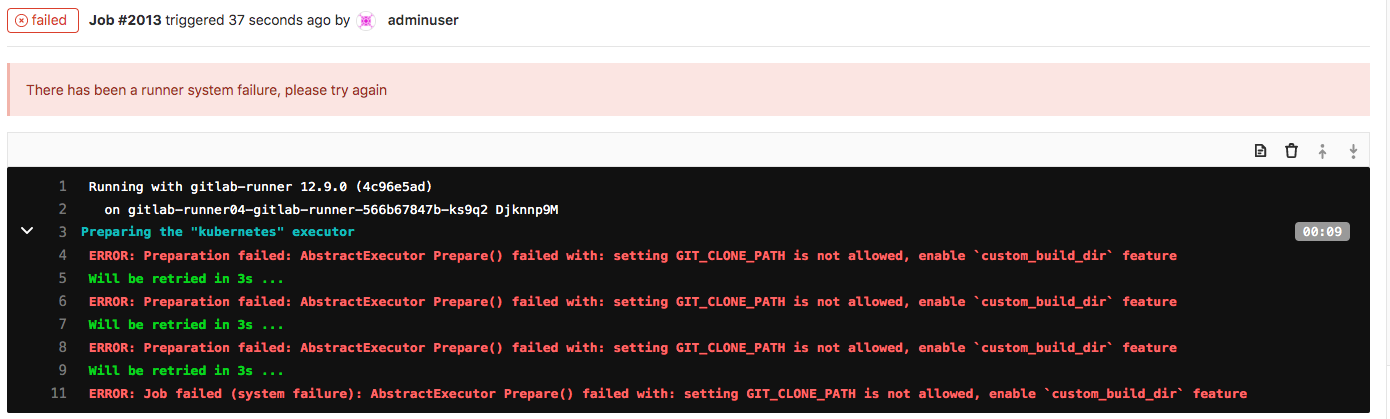 failed Job #2013 triggered 37 seconds ago by adminuser
There has been a runner system failure, please try again
1 Running with gitlab-runner 12.9.0 (4c96e5ad)
2 on gitlab-runner04-gitlab-runner-566b67847b-ks9q2 Djknnp9M
3 Preparing the "kubernetes" executor 00:09
4 ERROR: Preparation failed: AbstractExecutor Prepare() failed with: setting GIT_CLONE_PATH is not allowed, enable `custom_build_dir` feature
5 Will be retried in 3s ...
6 ERROR: Preparation failed: AbstractExecutor Prepare() failed with: setting GIT_CLONE_PATH is not allowed, enable `custom_build_dir` feature
7 Will be retried in 3s ...
8 ERROR: Preparation failed: AbstractExecutor Prepare() failed with: setting GIT_CLONE_PATH is not allowed, enable `custom_build_dir` feature
9 Will be retried in 3s ...
11 ERROR: Job failed (system failure): AbstractExecutor Prepare() failed with: setting GIT_CLONE_PATH is not allowed, enable `custom_build_dir` feature